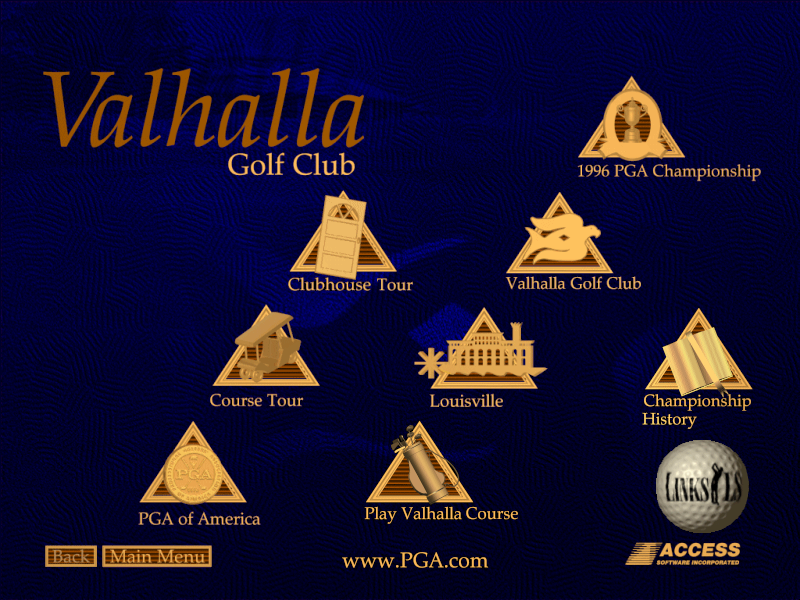 Valhalla
Golf Club
1996 PGA Championship
Clubhouse Tour
Valhalla Golf Club
Course Tour
Louisville
Championship
History
PGA
PGA of America
Play Valhalla Course
LINKS LS
Back
Main Menu
www.PGA.com
ACCESS
SOFTWARE INCORPORATED